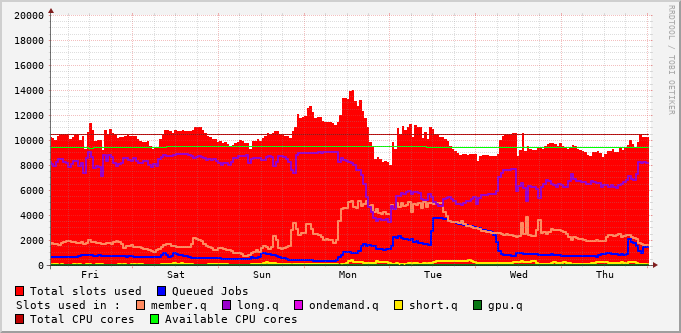 RRDTOOL / TOBI OETIKER
20000
18000
16000
14000
12000
10000
8000
6000
4000
2000
0
Fri Sat Sun Mon Tue Wed Thu
Total slots used Queued Jobs
Slots used in : member.q long.q ondemand.q short.q gpu.q
Total CPU cores Available CPU cores